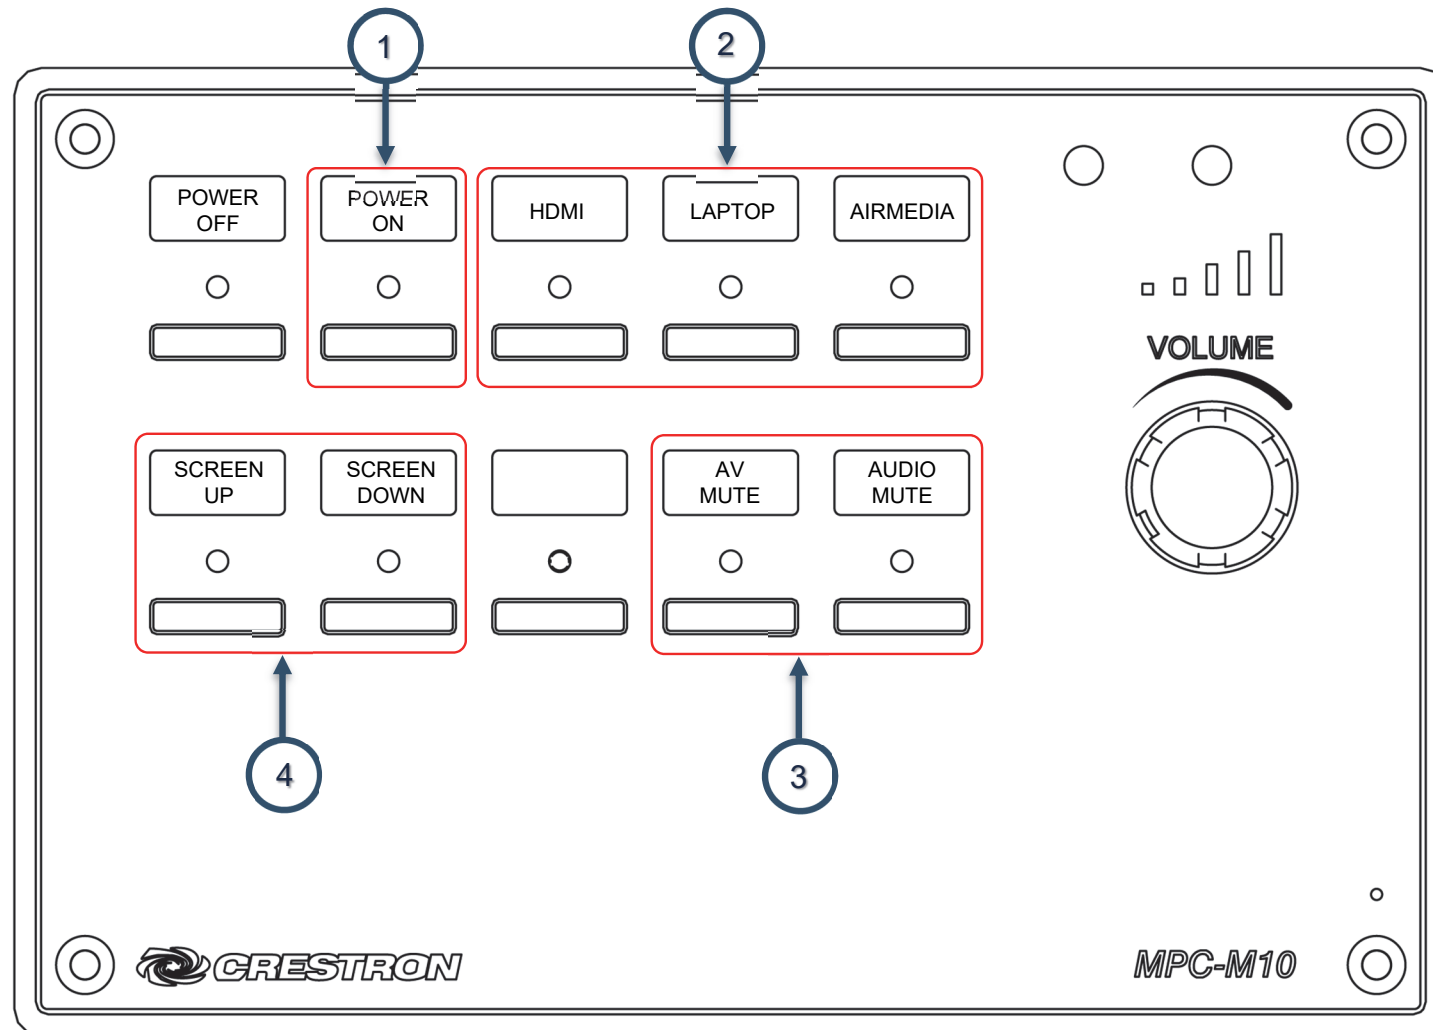 1
2
POWER
OFF
POWER
ON
HDMI
LAPTOP
AIRMEDIA
VOLUME
SCREEN
UP
SCREEN
DOWN
AV
MUTE
AUDIO
MUTE
4
3
CRESTRON
MPC-M10